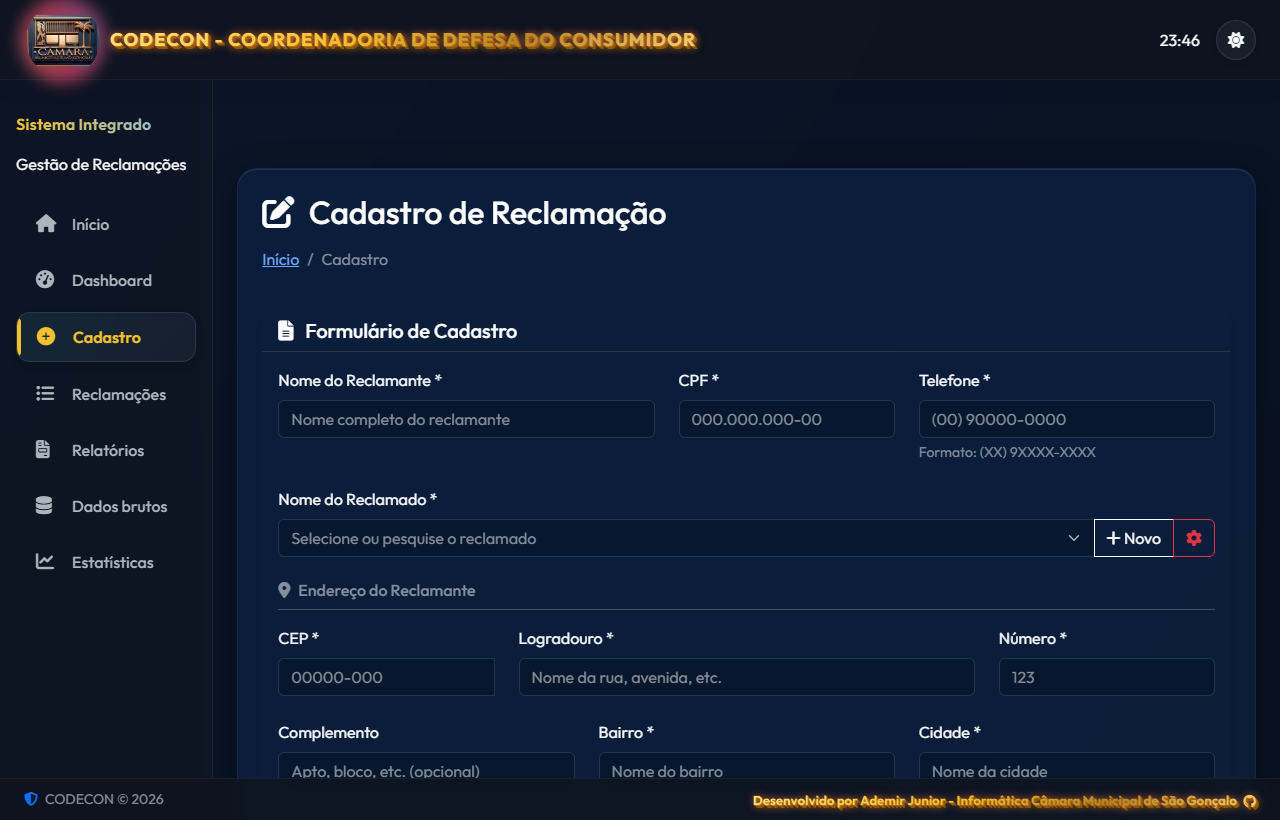 CÂMARA
CODECON - COORDENADORIA DE DEFESA DO CONSUMIDOR
23:46
Sistema Integrado
Gestão de Reclamações
Início
Dashboard
Cadastro
Reclamações
Relatórios
Dados brutos
Estatísticas
Cadastro de Reclamação
Início / Cadastro
Formulário de Cadastro
Nome do Reclamante * CPF * Telefone *
Nome completo do reclamante 000.000.000-00 (00) 90000-0000
Formato: (XX) 9XXXX-XXXX
Nome do Reclamado *
Selecione ou pesquise o reclamado Novo
Endereço do Reclamante
CEP * Logradouro * Número *
00000-000 Nome da rua, avenida, etc. 123
Complemento Bairro * Cidade *
Apto, bloco, etc. (opcional) Nome do bairro Nome da cidade
CODECON © 2026
Desenvolvido por Ademir Junior - Informática Câmara Municipal de São Gonçalo